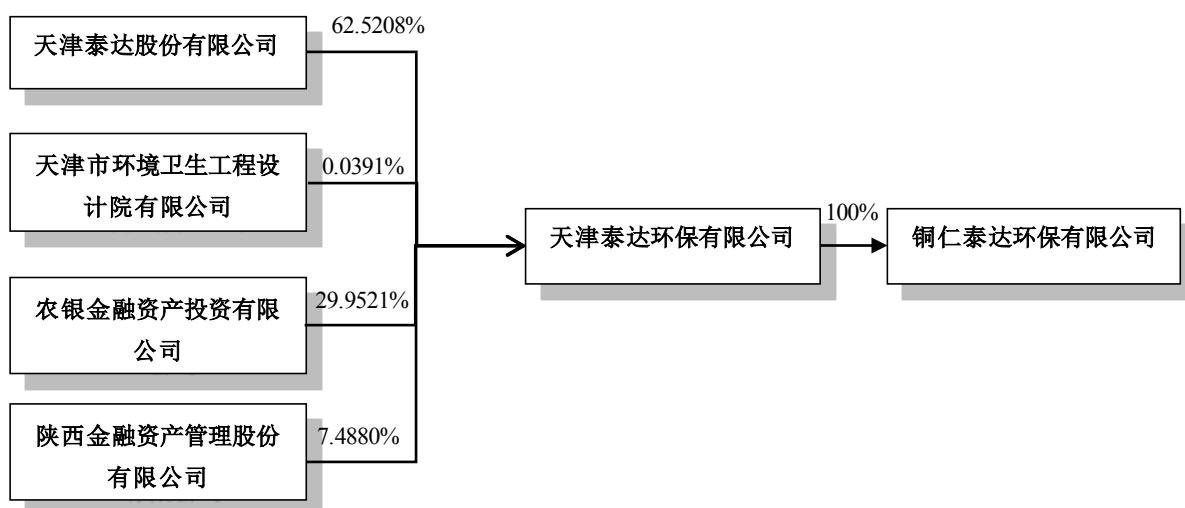 天津泰达股份有限公司
62.5208%
天津市环境卫生工程设
计院有限公司
0.0391%
农银金融资产投资有限
公司
29.9521%
陕西金融资产管理股份
有限公司
7.4880%
天津泰达环保有限公司
100%
铜仁泰达环保有限公司